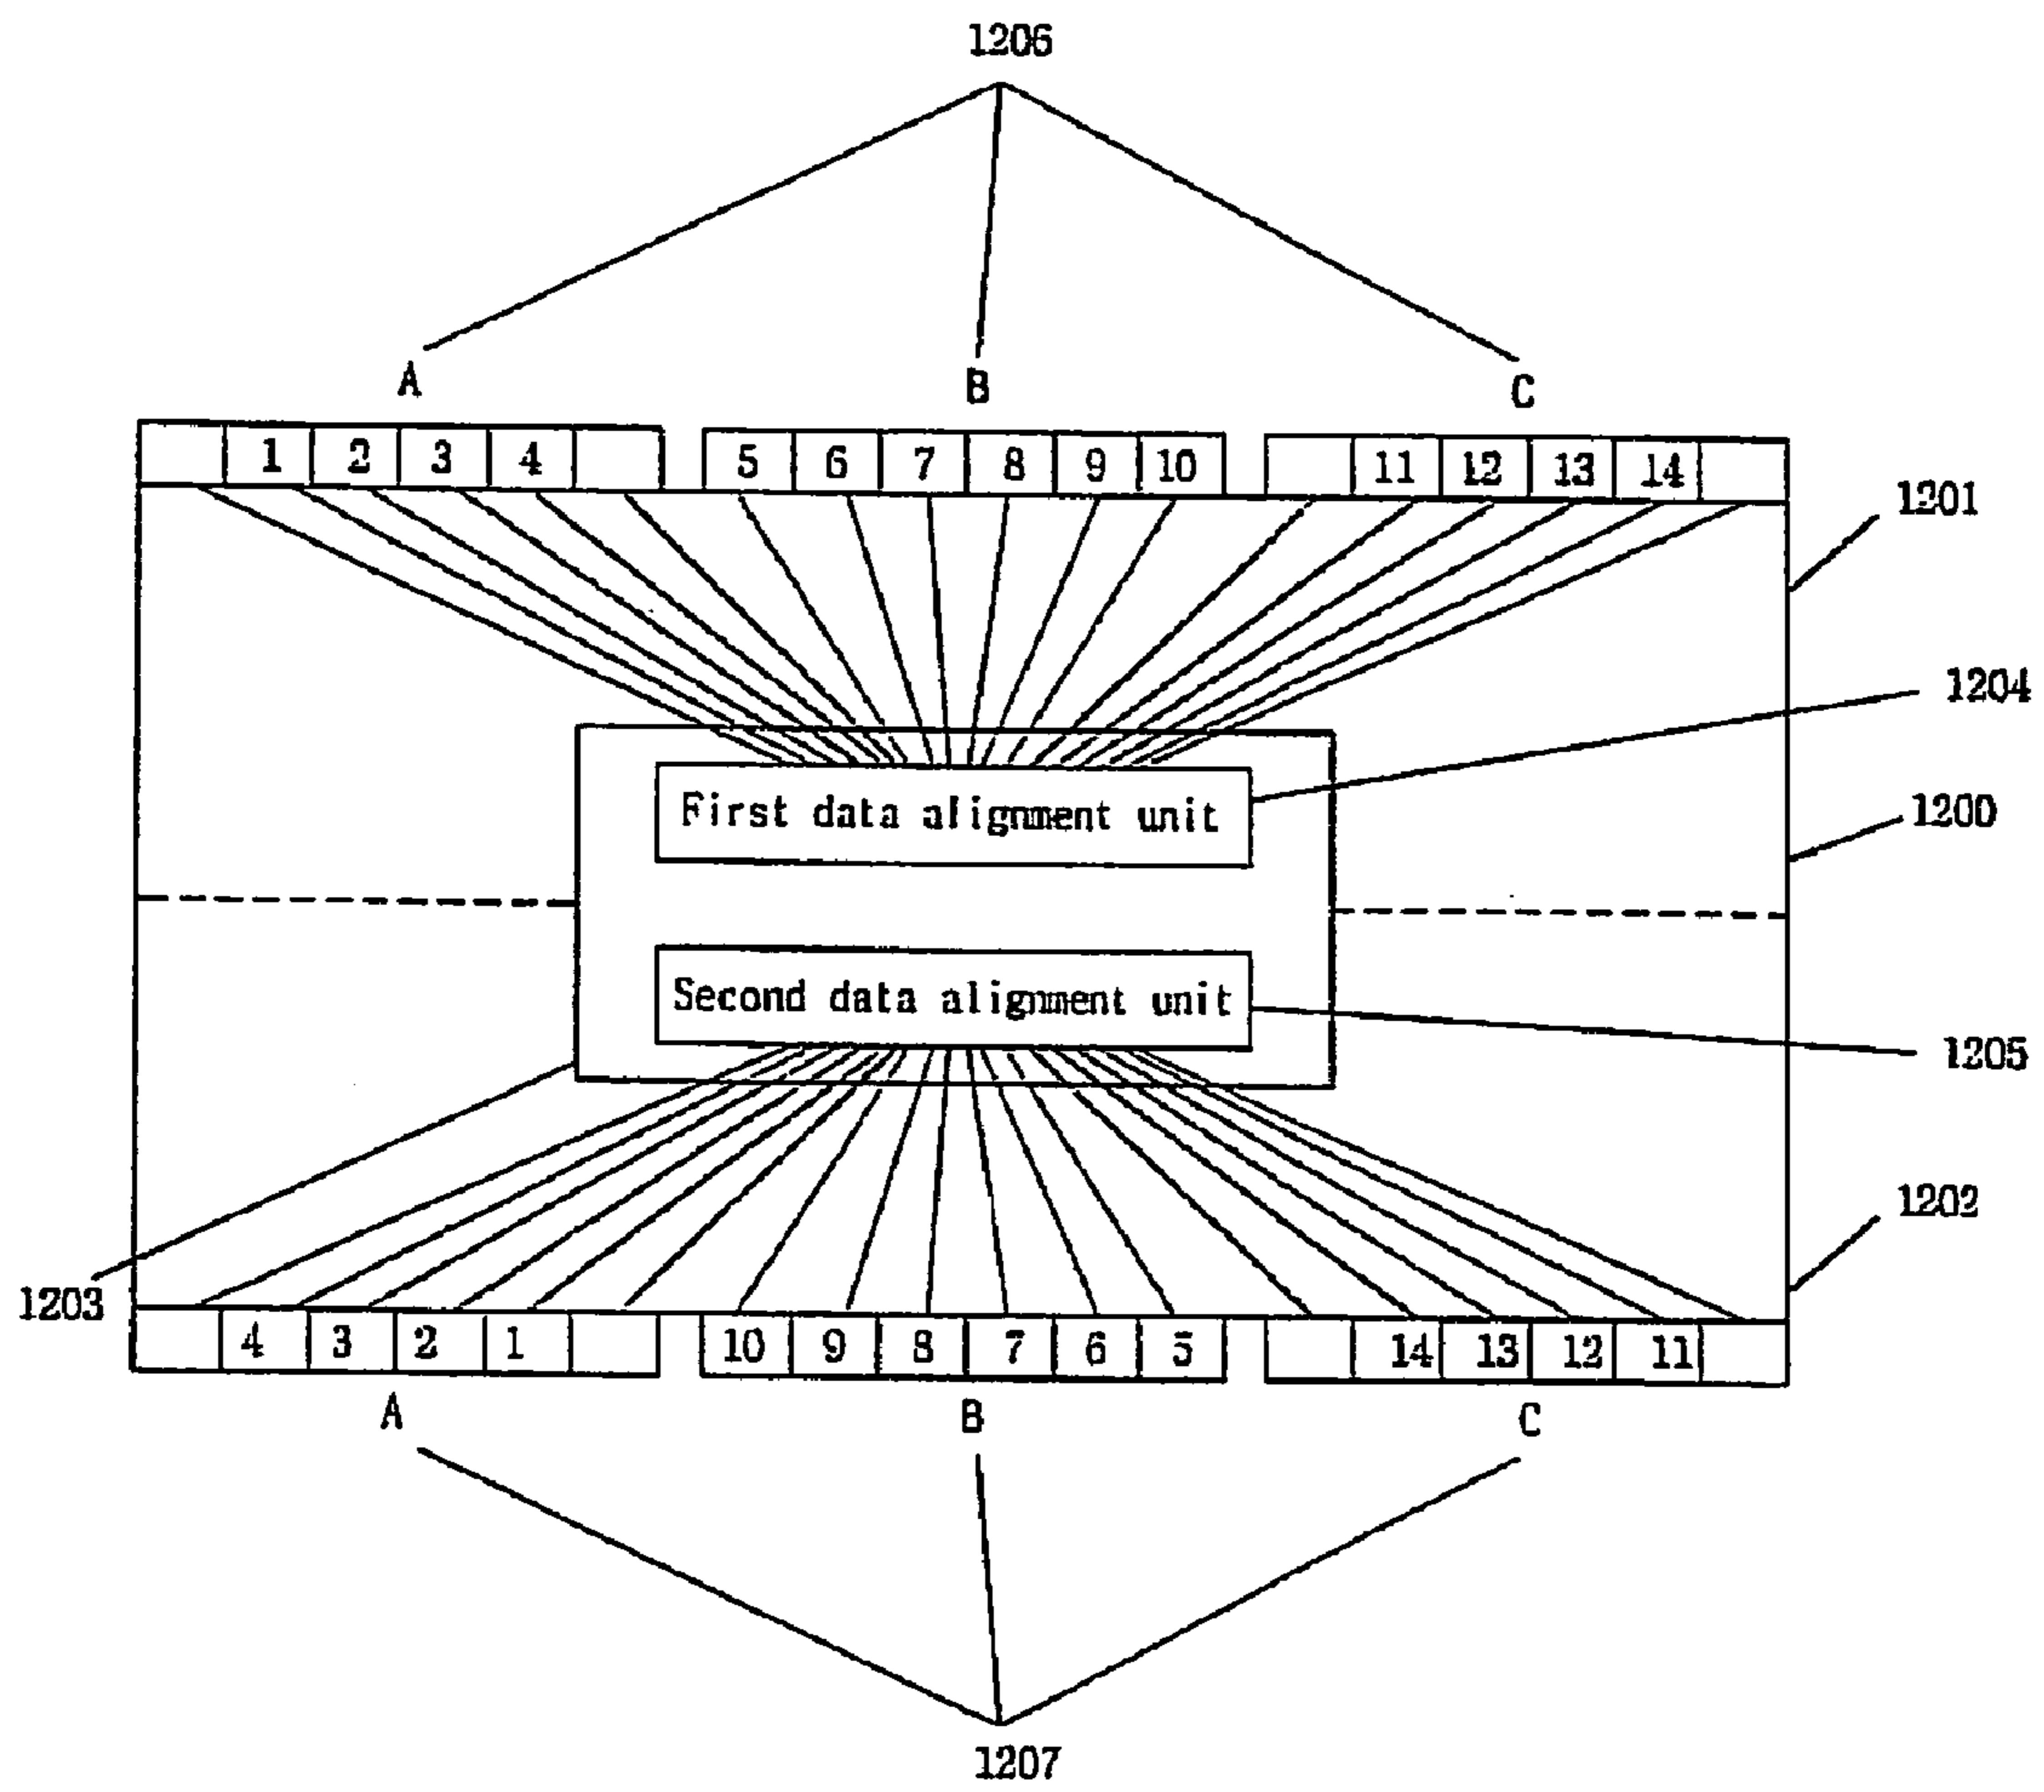 1206
A B C
1 2 3 4 5 6 7 8 9 10 11 12 13 14
1201
1204
First data alignment unit
1200
Second data alignment unit
1205
1202
1203
4 3 2 1 10 9 8 7 6 5 14 13 12 11
A B C
1207